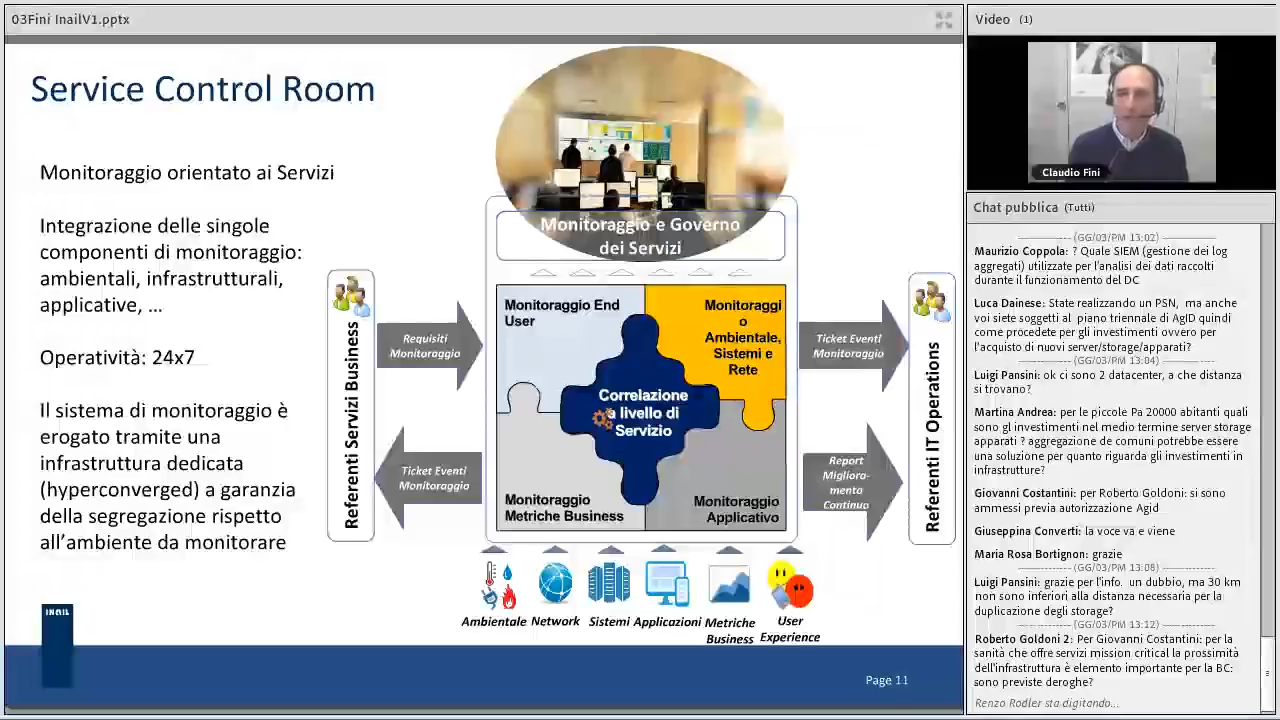 03Fini InailV1.pptx
Service Control Room
Monitoraggio orientato ai Servizi
Integrazione delle singole
componenti di monitoraggio:
ambientali, infrastrutturali,
applicative, ...
Operatività: 24x7
Il sistema di monitoraggio è
erogato tramite una
infrastruttura dedicata
(hyperconverged) a garanzia
della segregazione rispetto
all'ambiente da monitorare
INAIL
Referenti Servizi Business
Requisiti
Monitoraggio
Ticket Eventi
Monitoraggio
Monitoraggio e Governo
dei Servizi
Monitoraggio End
User
Monitoraggi
o
Ambientale,
Sistemi e
Rete
Correlazione
a livello di
Servizio
Monitoraggio
Metriche Business
Monitoraggio
Applicativo
Ticket Eventi
Monitoraggio
Report
Migliora-
mento
Continuo
Referenti IT Operations
Ambientale
Network
Sistemi
Applicazioni
Metriche
Business
User
Experience
Page 11
Video (1)
Claudio Fini
Chat pubblica (Tutti)
(GG/03/PM 13:02)
Maurizio Coppola: ? Quale SIEM (gestione dei log
aggregati) utilizzate per l'analisi dei dati raccolti
durante il funzionamento del DC
Luca Dainese: State realizzando un PSN, ma anche
voi siete soggetti al piano triennale di AgID quindi
come procedete per gli investimenti ovvero per
l'acquisto di nuovi server/storage/apparati?
(GG/03/PM 13:04)
Luigi Pansini: ok ci sono 2 datacenter, a che distanza
si trovano?
Martina Andrea: per le piccole Pa 20000 abitanti quali
sono gli investimenti nel medio termine server storage
apparati ? aggregazione de comuni potrebbe essere
una soluzione per quanto riguarda gli investimenti in
infrastrutture?
Giovanni Costantini: per Roberto Goldoni: si sono
ammessi previa autorizzazione Agid
Giuseppina Converti: la voce va e viene
Maria Rosa Bortignon: grazie
(GG/03/PM 13:08)
Luigi Pansini: grazie per l'info. un dubbio, ma 30 km
non sono inferiori alla distanza necessaria per la
duplicazione degli storage?
(GG/03/PM 13:12)
Roberto Goldoni 2: Per Giovanni Costantini: per la
sanità che offre servizi mission critical la prossimità
dell'infrastruttura è elemento importante per la BC:
sono previste deroghe?
Renzo Rodler sta digitando...